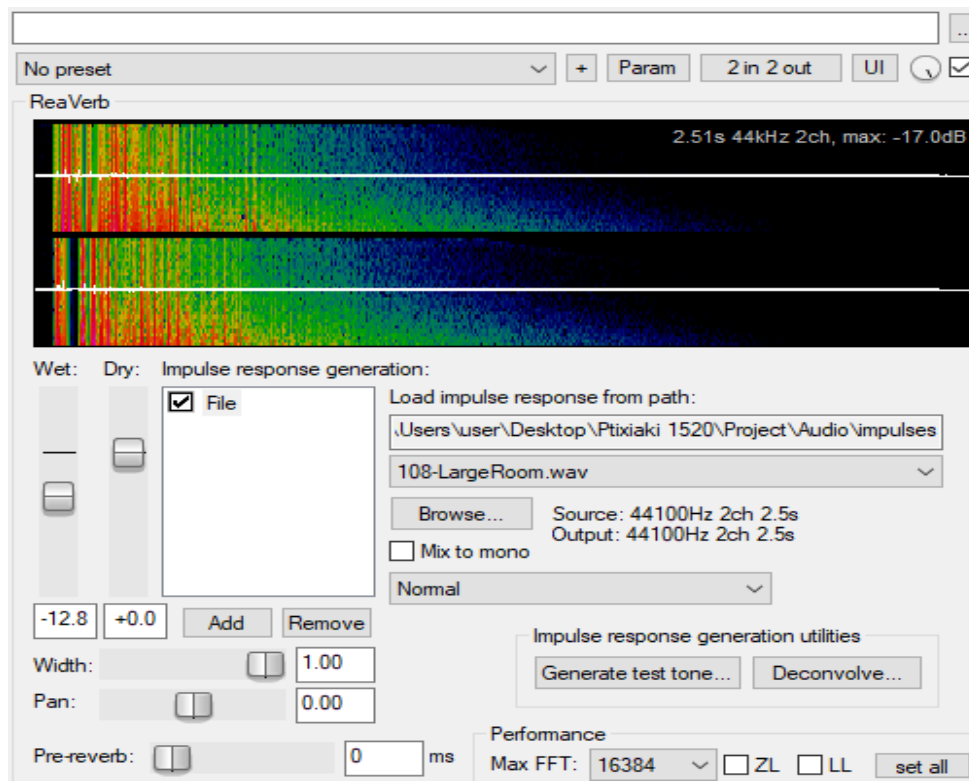 ..
No preset + Param 2 in 2 out UI
ReaVerb
2.51s 44kHz 2ch, max: -17.0dB
Wet: Dry: Impulse response generation:
File
Load impulse response from path:
\Users\user\Desktop\Ptixiaki 1520\Project\Audio\impulses
108-LargeRoom.wav
Browse... Source: 44100Hz 2ch 2.5s
Output: 44100Hz 2ch 2.5s
Mix to mono
Normal
-12.8 +0.0 Add Remove
Impulse response generation utilities
Width: 1.00 Generate test tone... Deconvolve...
Pan: 0.00
Performance
Pre-reverb: 0 ms Max FFT: 16384 ZL LL set all